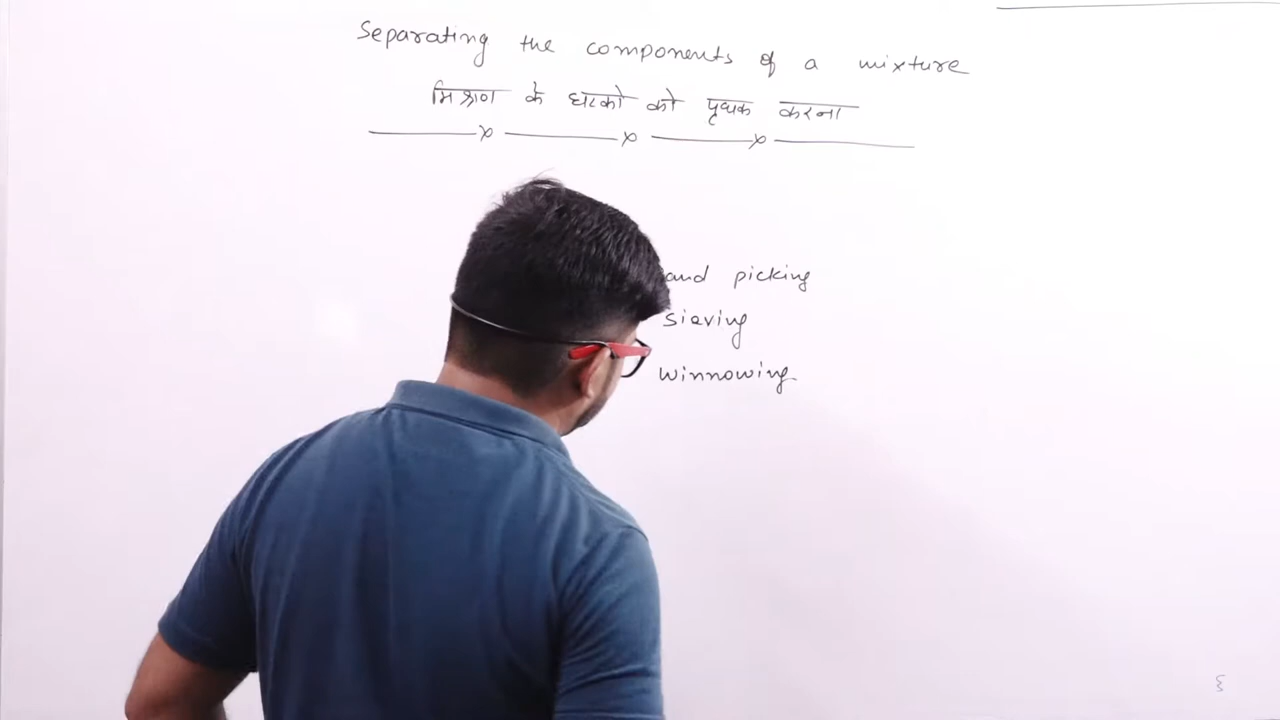 Separating the components of a mixture
मिश्रण के घटको को पृथक करना
and picking
sieving
winnowing